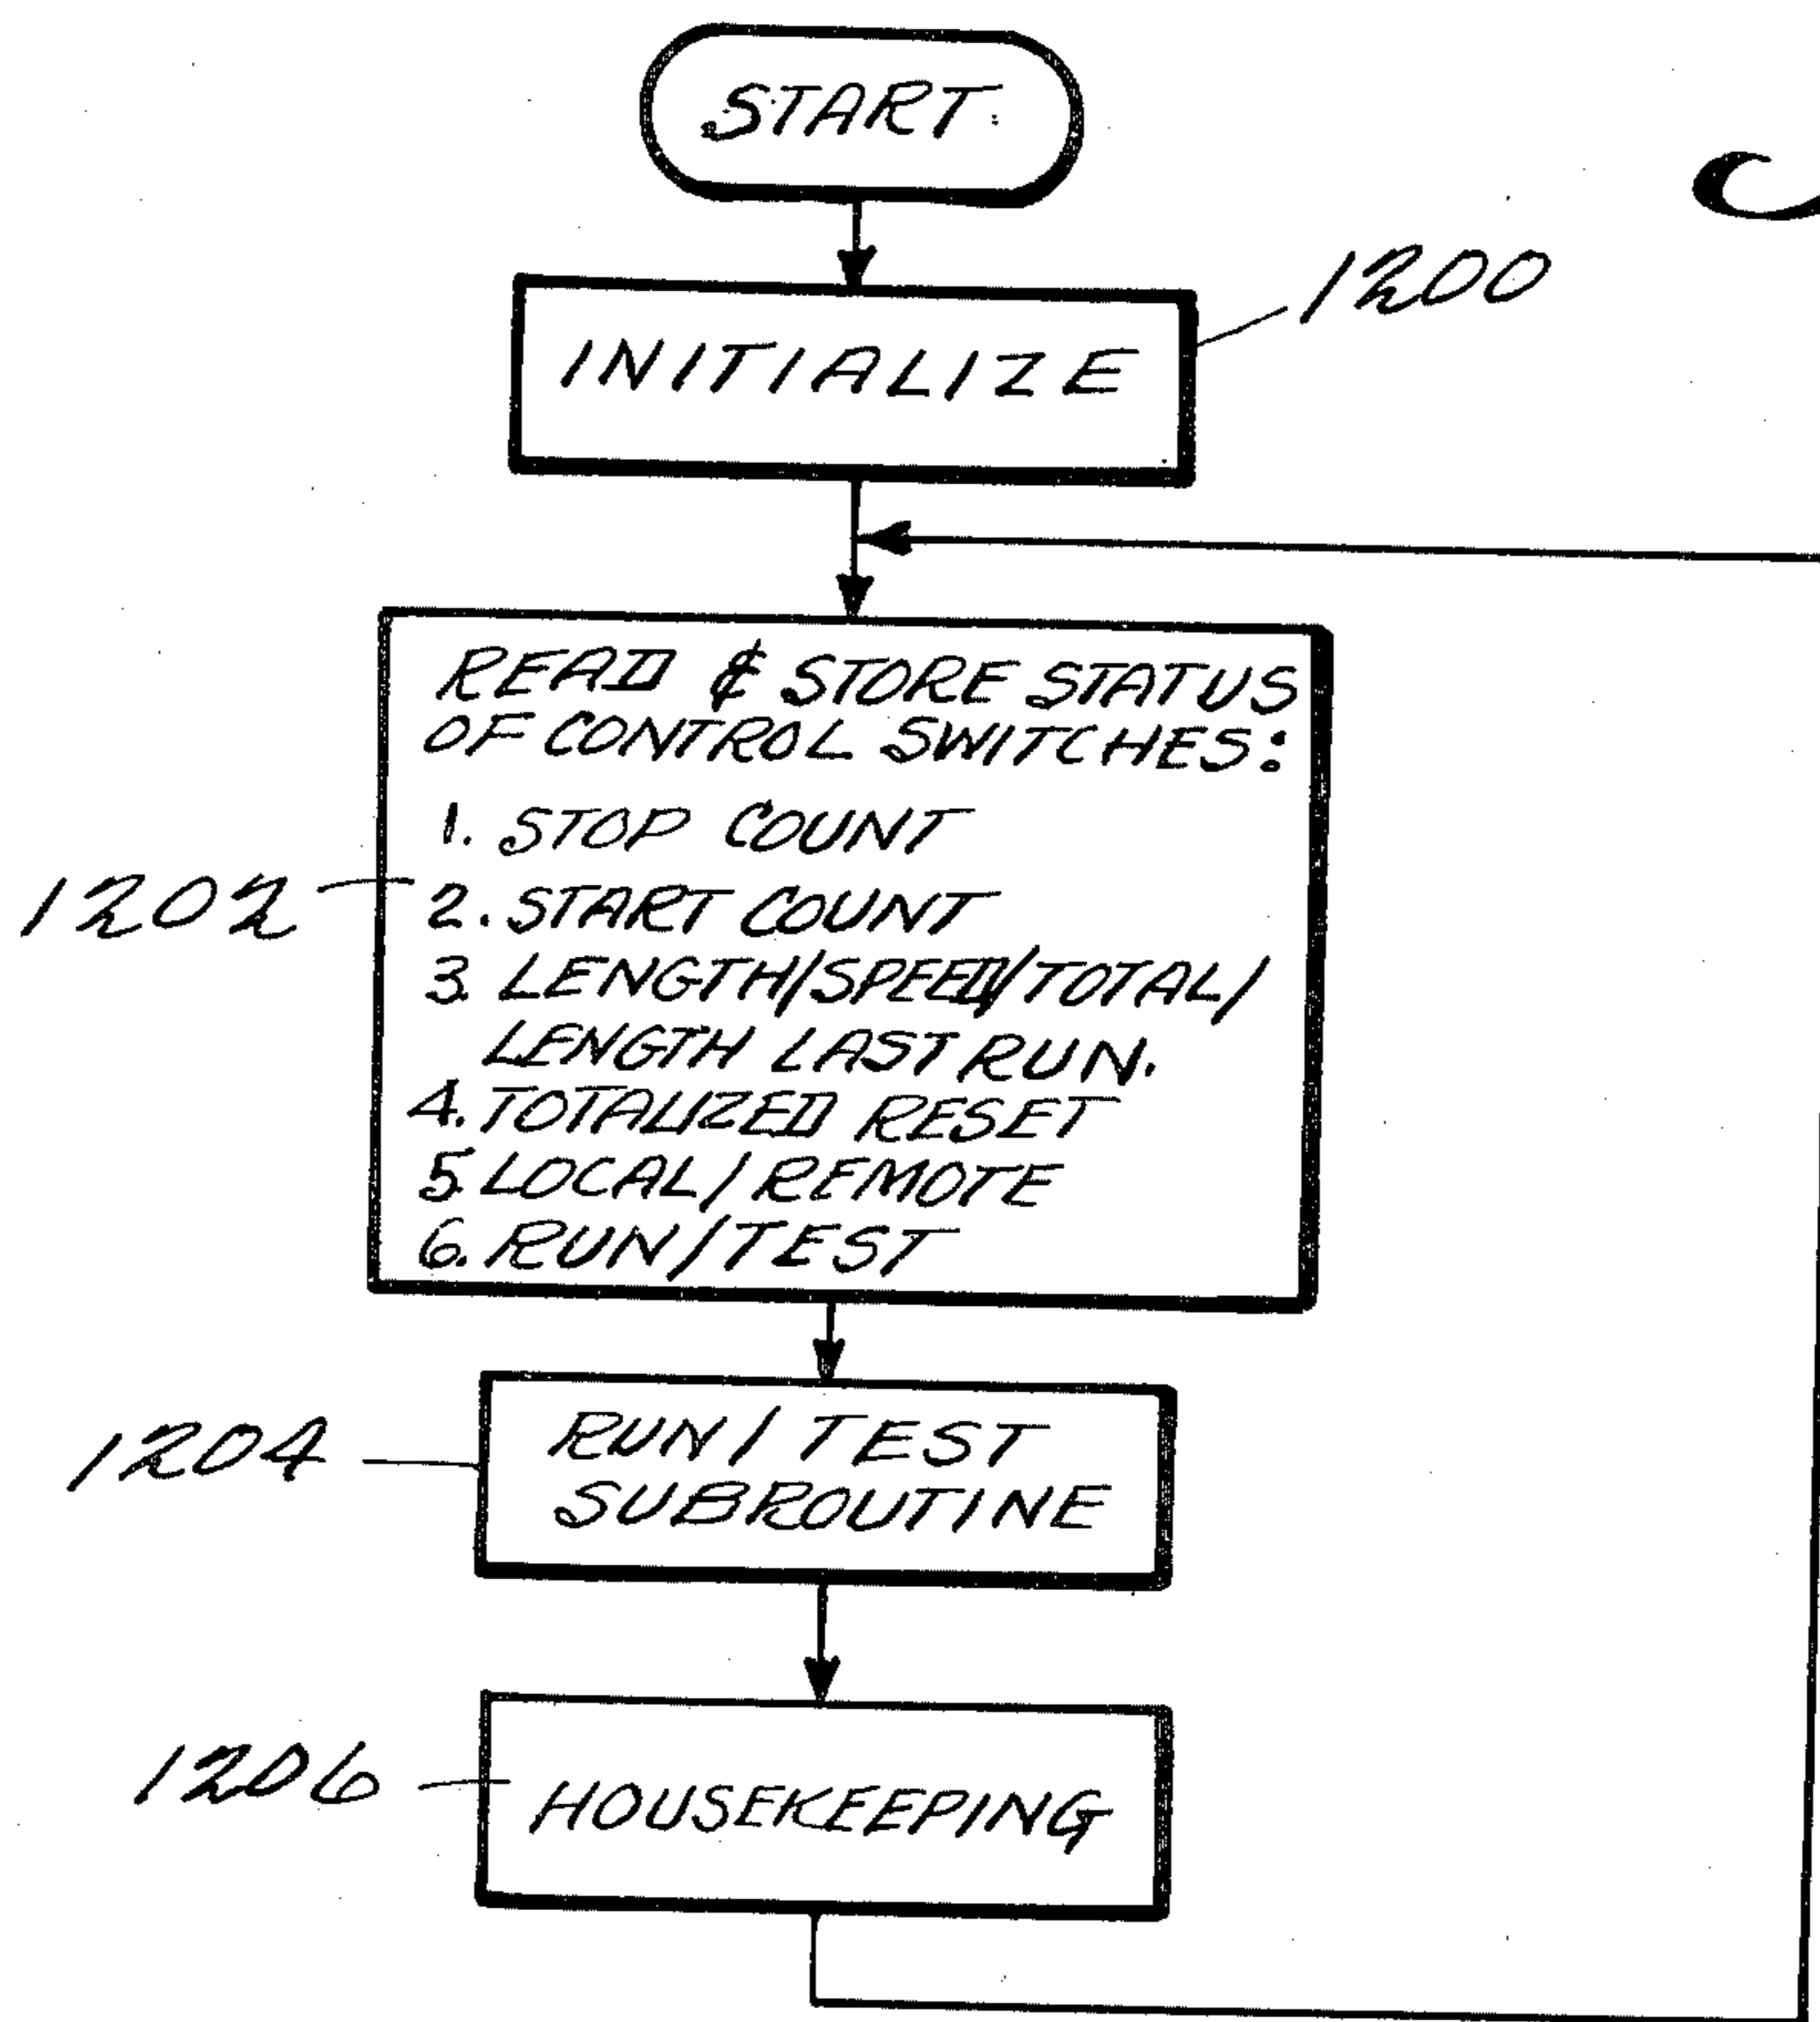 START
1200
INITIALIZE
READ & STORE STATUS
OF CONTROL SWITCHES:
1. STOP COUNT
1202
2. START COUNT
3 LENGTH/SPEED/TOTAL/
LENGTH LAST RUN.
4. TOTALIZED RESET
5 LOCAL/REMOTE
6. RUN/TEST
1204
RUN/TEST
SUBROUTINE
1206
HOUSEKEEPING